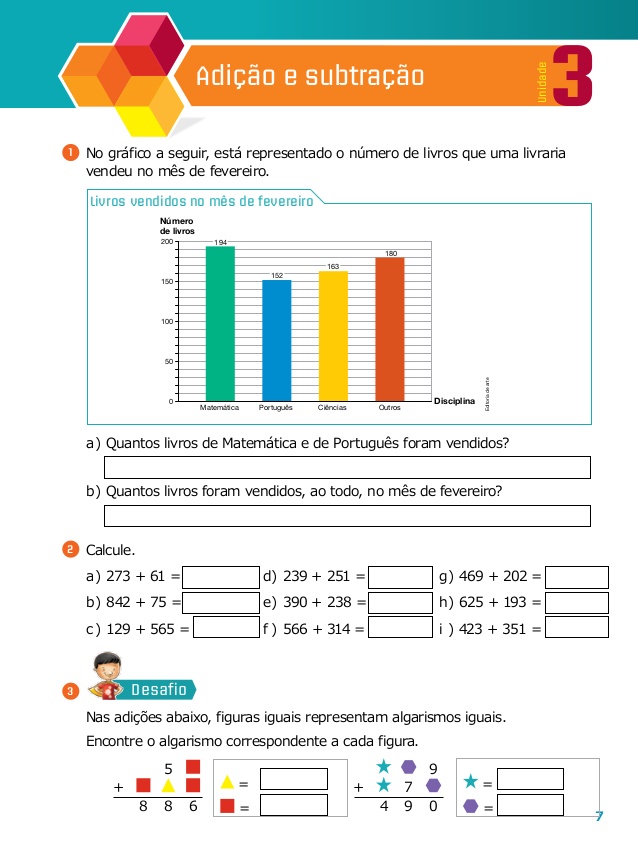 Adição e subtração
Unidade 3
1 No gráfico a seguir, está representado o número de livros que uma livraria
vendeu no mês de fevereiro.
Livros vendidos no mês de fevereiro
Número
de livros
200
150
100
50
0
194
152
163
180
Matemática Português Ciências Outros
Disciplina
Editoria de arte
a) Quantos livros de Matemática e de Português foram vendidos?
b) Quantos livros foram vendidos, ao todo, no mês de fevereiro?
2 Calcule.
a) 273 + 61 = d) 239 + 251 = g) 469 + 202 =
b) 842 + 75 = e) 390 + 238 = h) 625 + 193 =
c) 129 + 565 = f) 566 + 314 = i) 423 + 351 =
3 Desafio
Nas adições abaixo, figuras iguais representam algarismos iguais.
Encontre o algarismo correspondente a cada figura.
5 9
+ = + 7 =
8 8 6 = 4 9 0 =
7